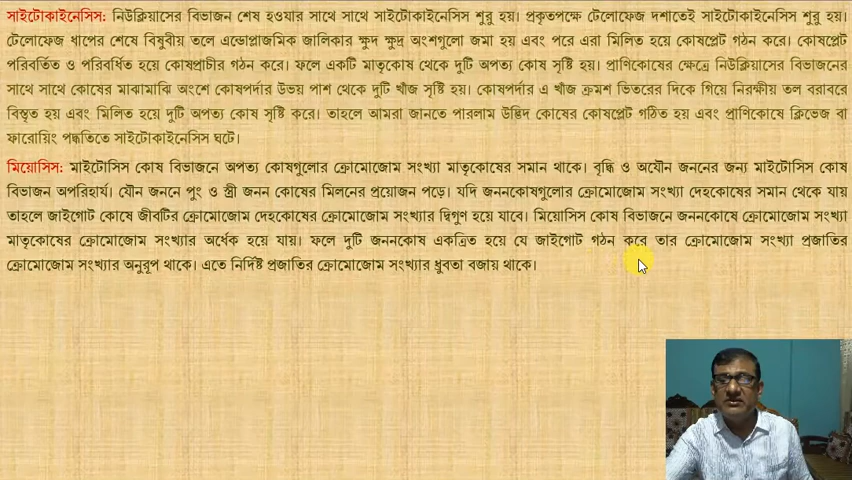 সাইটোকাইনেসিস: নিউক্লিয়াসের বিভাজন শেষ হওযার সাথে সাথে সাইটোকাইনেসিস শুরু হয়। প্রকৃতপক্ষে টেলোফেজ দশাতেই সাইটোকাইনেসিস শুরু হয়।
টেলোফেজ ধাপের শেষে বিষুবীয় তলে এন্ডোপ্লাজমিক জালিকার ক্ষুদ ক্ষুদ্র অংশগুলো জমা হয় এবং পরে এরা মিলিত হয়ে কোষপ্লেট গঠন করে। কোষপ্লেট
পরিবর্তিত ও পরিবর্ধিত হয়ে কোষপ্রাচীর গঠন করে। ফলে একটি মাতৃকোষ থেকে দুটি অপত্য কোষ সৃষ্টি হয়। প্রাণিকোষের ক্ষেত্রে নিউক্লিয়াসের বিভাজনের
সাথে সাথে কোষের মাঝামাঝি অংশে কোষপর্দার উভয় পাশ থেকে দুটি খাঁজ সৃষ্টি হয়। কোষপর্দার এ খাঁজ ক্রমশ ভিতরের দিকে গিয়ে নিরক্ষীয় তল বরাবরে
বিস্তৃত হয় এবং মিলিত হয়ে দুটি অপত্য কোষ সৃষ্টি করে। তাহলে আমরা জানতে পারলাম উদ্ভিদ কোষের কোষপ্লেট গঠিত হয় এবং প্রাণিকোষে ক্লিভেজ বা
ফারোয়িং পদ্ধতিতে সাইটোকাইনেসিস ঘটে।
মিয়োসিস: মাইটোসিস কোষ বিভাজনে অপত্য কোষগুলোর ক্রোমোজোম সংখ্যা মাতৃকোষের সমান থাকে। বৃদ্ধি ও অযৌন জননের জন্য মাইটোসিস কোষ
বিভাজন অপরিহার্য। যৌন জননে পুং ও স্ত্রী জনন কোষের মিলনের প্রয়োজন পড়ে। যদি জননকোষগুলোর ক্রোমোজোম সংখ্যা দেহকোষের সমান থেকে যায়
তাহলে জাইগোট কোষে জীবটির ক্রোমোজোম দেহকোষের ক্রোমোজোম সংখ্যার দ্বিগুণ হয়ে যাবে। মিয়োসিস কোষ বিভাজনে জননকোষে ক্রোমোজোম সংখ্যা
মাতৃকোষের ক্রোমোজোম সংখ্যার অর্ধেক হয়ে যায়। ফলে দুটি জননকোষ একত্রিত হয়ে যে জাইগোট গঠন করে তার ক্রোমোজোম সংখ্যা প্রজাতির
ক্রোমোজোম সংখ্যার অনুরূপ থাকে। এতে নির্দিষ্ট প্রজাতির ক্রোমোজোম সংখ্যার ধ্রুবতা বজায় থাকে।